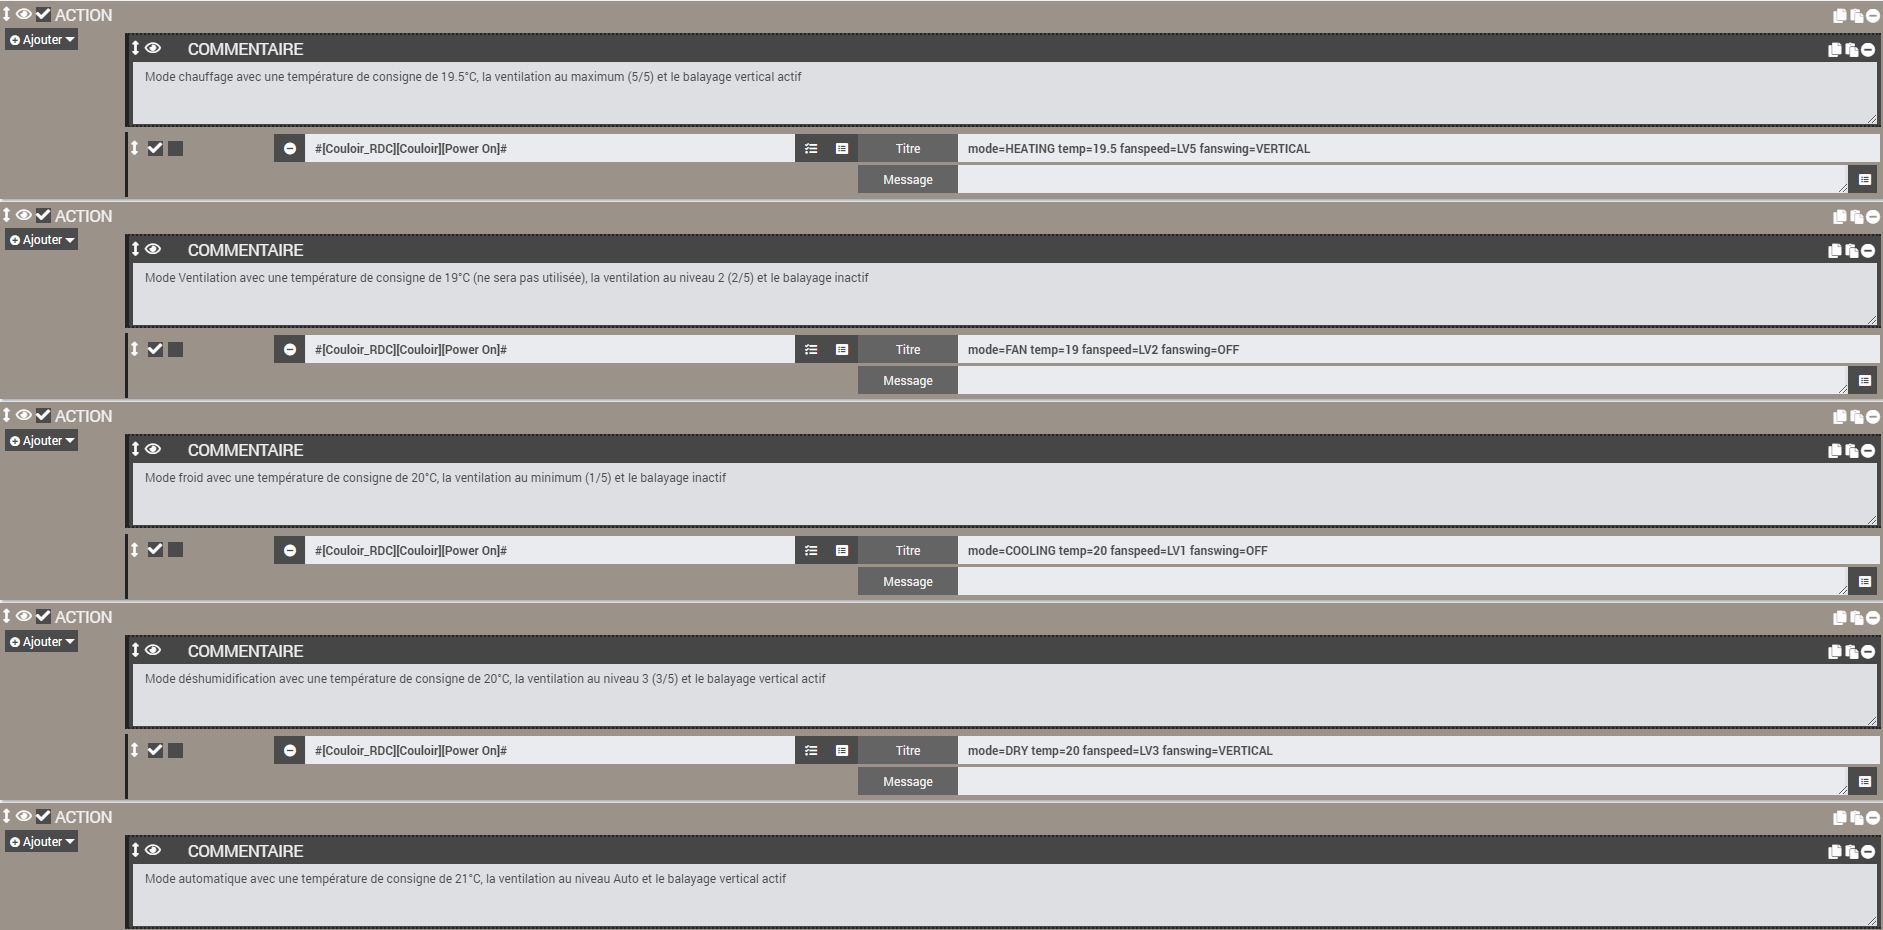 ACTION
Ajouter
COMMENTAIRE
Mode chauffage avec une température de consigne de 19.5°C, la ventilation au maximum (5/5) et le balayage vertical actif
#[Couloir_RDC][Couloir][Power On]# Titre mode=HEATING temp=19.5 fanspeed=LV5 fanswing=VERTICAL
Message
ACTION
Ajouter
COMMENTAIRE
Mode Ventilation avec une température de consigne de 19°C (ne sera pas utilisée), la ventilation au niveau 2 (2/5) et le balayage inactif
#[Couloir_RDC][Couloir][Power On]# Titre mode=FAN temp=19 fanspeed=LV2 fanswing=OFF
Message
ACTION
Ajouter
COMMENTAIRE
Mode froid avec une température de consigne de 20°C, la ventilation au minimum (1/5) et le balayage inactif
#[Couloir_RDC][Couloir][Power On]# Titre mode=COOLING temp=20 fanspeed=LV1 fanswing=OFF
Message
ACTION
Ajouter
COMMENTAIRE
Mode déshumidification avec une température de consigne de 20°C, la ventilation au niveau 3 (3/5) et le balayage vertical actif
#[Couloir_RDC][Couloir][Power On]# Titre mode=DRY temp=20 fanspeed=LV3 fanswing=VERTICAL
Message
ACTION
Ajouter
COMMENTAIRE
Mode automatique avec une température de consigne de 21°C, la ventilation au niveau Auto et le balayage vertical actif